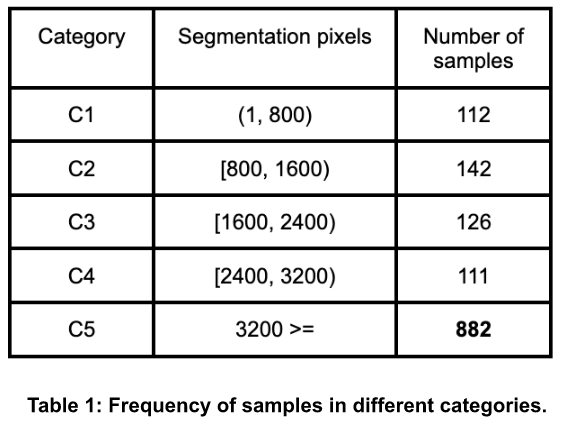 Category Segmentation pixels Number of
samples
C1 (1, 800) 112
C2 [800, 1600) 142
C3 [1600, 2400) 126
C4 [2400, 3200) 111
C5 3200 >= 882
Table 1: Frequency of samples in different categories.